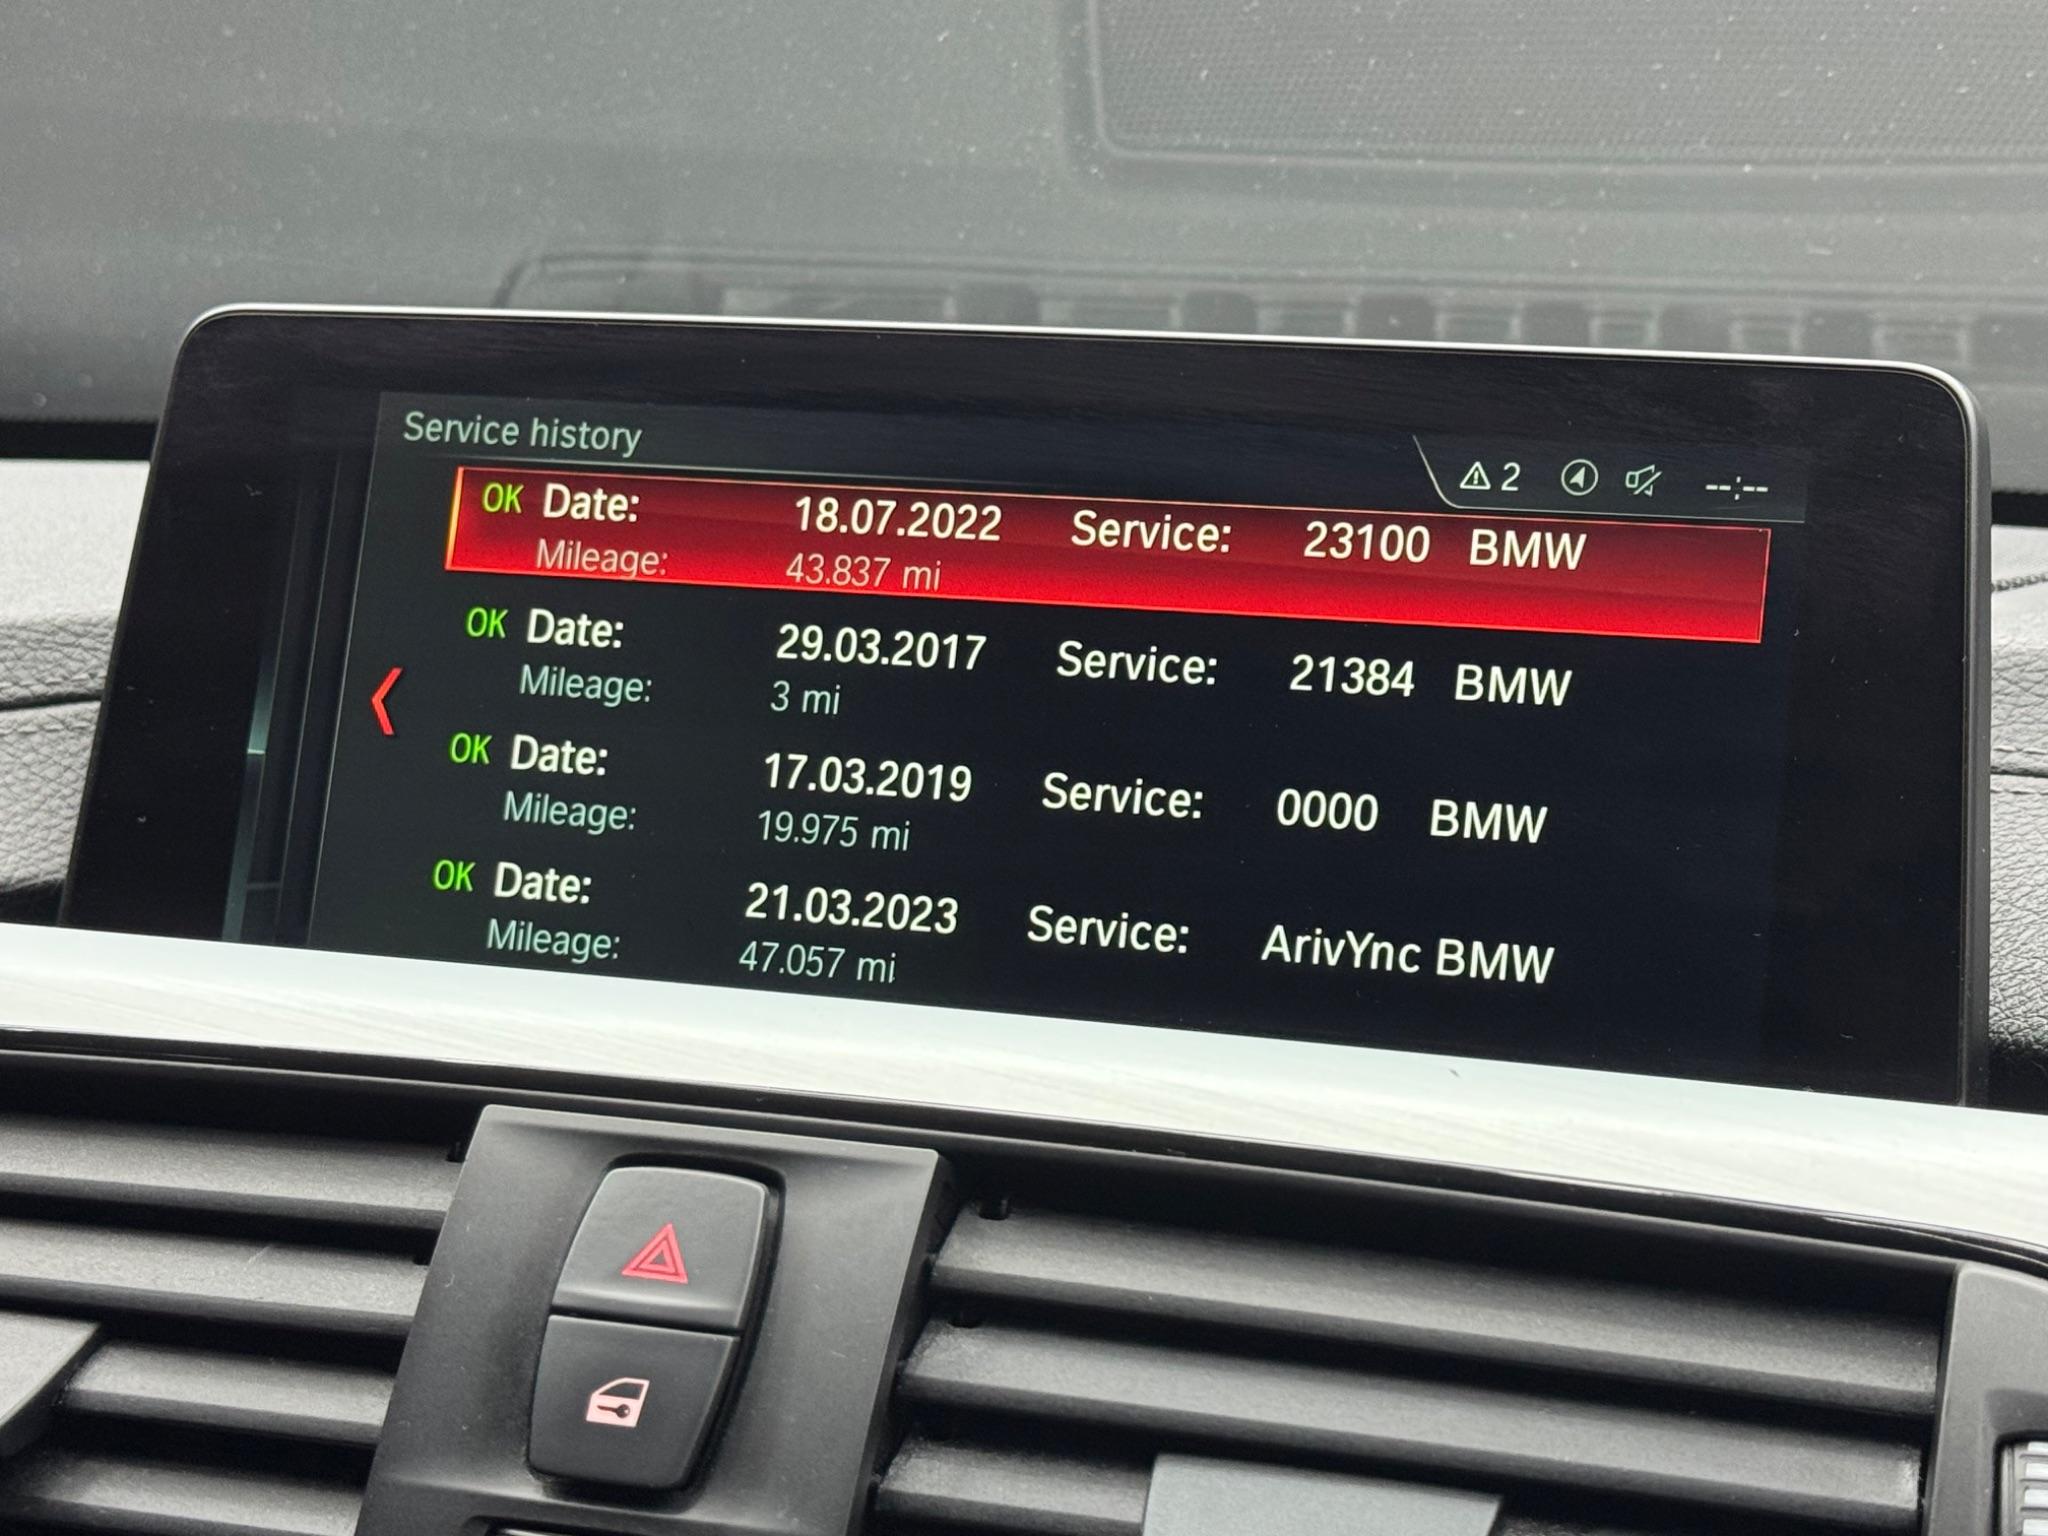 Service history
2 --:--
OK Date: 18.07.2022 Service: 23100 BMW
Mileage: 43.837 mi
OK Date: 29.03.2017 Service: 21384 BMW
Mileage: 3 mi
OK Date: 17.03.2019 Service: 0000 BMW
Mileage: 19.975 mi
OK Date: 21.03.2023 Service: ArivYnc BMW
Mileage: 47.057 mi